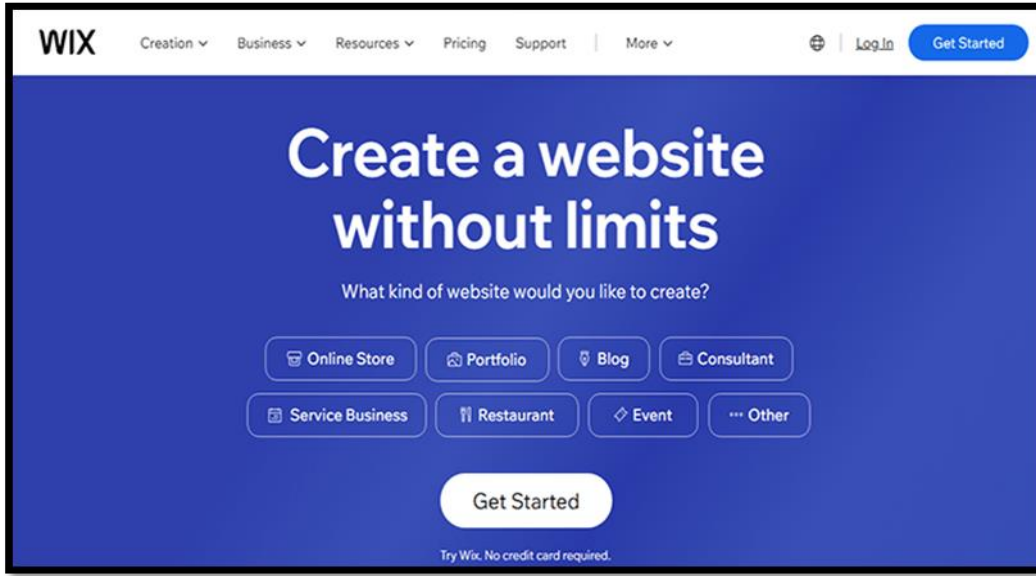 WIX Creation Business Resources Pricing Support More Log In Get Started
Create a website
without limits
What kind of website would you like to create?
Online Store Portfolio Blog Consultant
Service Business Restaurant Event Other
Get Started
Try Wix. No credit card required.